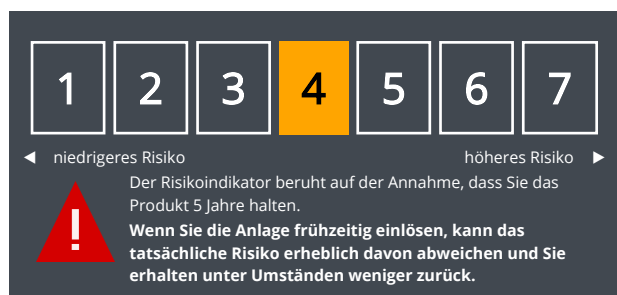 1 2 3 4 5 6 7
niedrigeres Risiko höheres Risiko
Der Risikoindikator beruht auf der Annahme, dass Sie das
Produkt 5 Jahre halten.
Wenn Sie die Anlage frühzeitig einlösen, kann das
tatsächliche Risiko erheblich davon abweichen und Sie
erhalten unter Umständen weniger zurück.
!